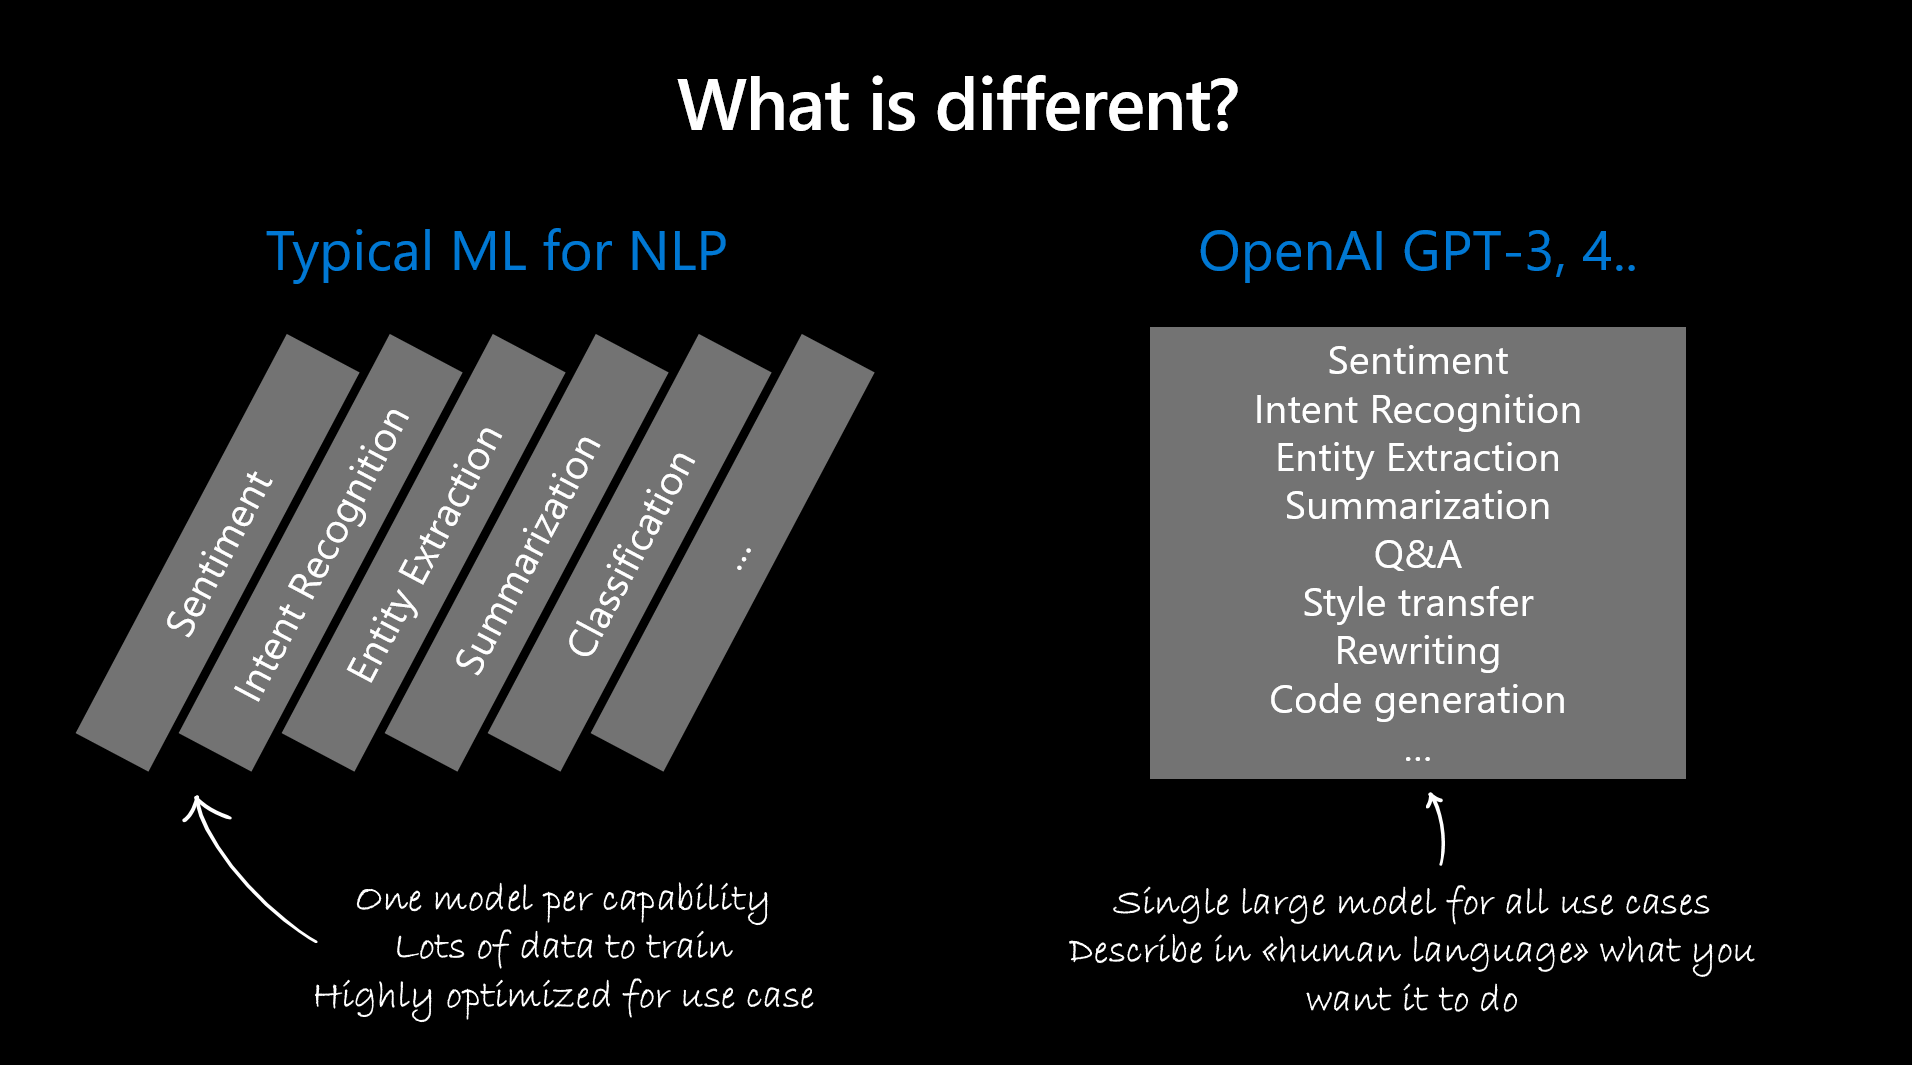 What is different?
Typical ML for NLP
Sentiment
Intent Recognition
Entity Extraction
Summarization
Classification
...
One model per capability
Lots of data to train
Highly optimized for use case
OpenAI GPT-3, 4..
Sentiment
Intent Recognition
Entity Extraction
Summarization
Q&A
Style transfer
Rewriting
Code generation
...
Single large model for all use cases
Describe in «human language» what you
want it to do